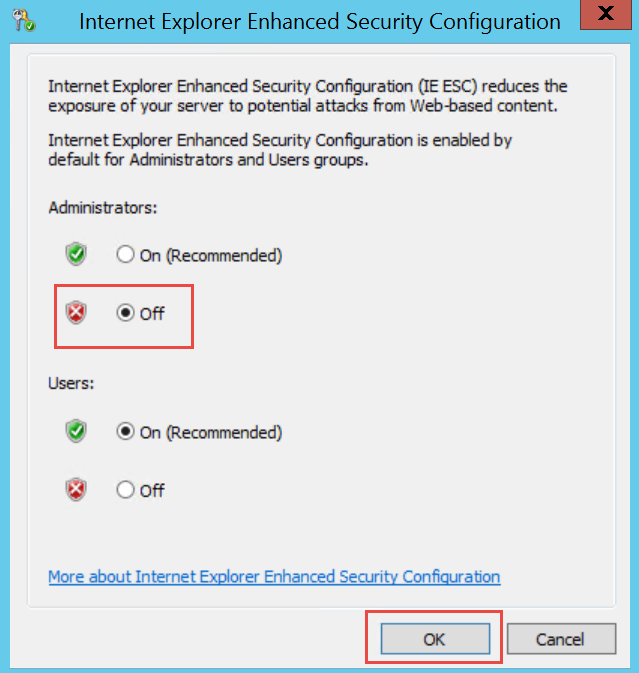 Internet Explorer Enhanced Security Configuration
X
Internet Explorer Enhanced Security Configuration (IE ESC) reduces the
exposure of your server to potential attacks from Web-based content.
Internet Explorer Enhanced Security Configuration is enabled by
default for Administrators and Users groups.
Administrators:
On (Recommended)
Off
Users:
On (Recommended)
Off
More about Internet Explorer Enhanced Security Configuration
OK
Cancel